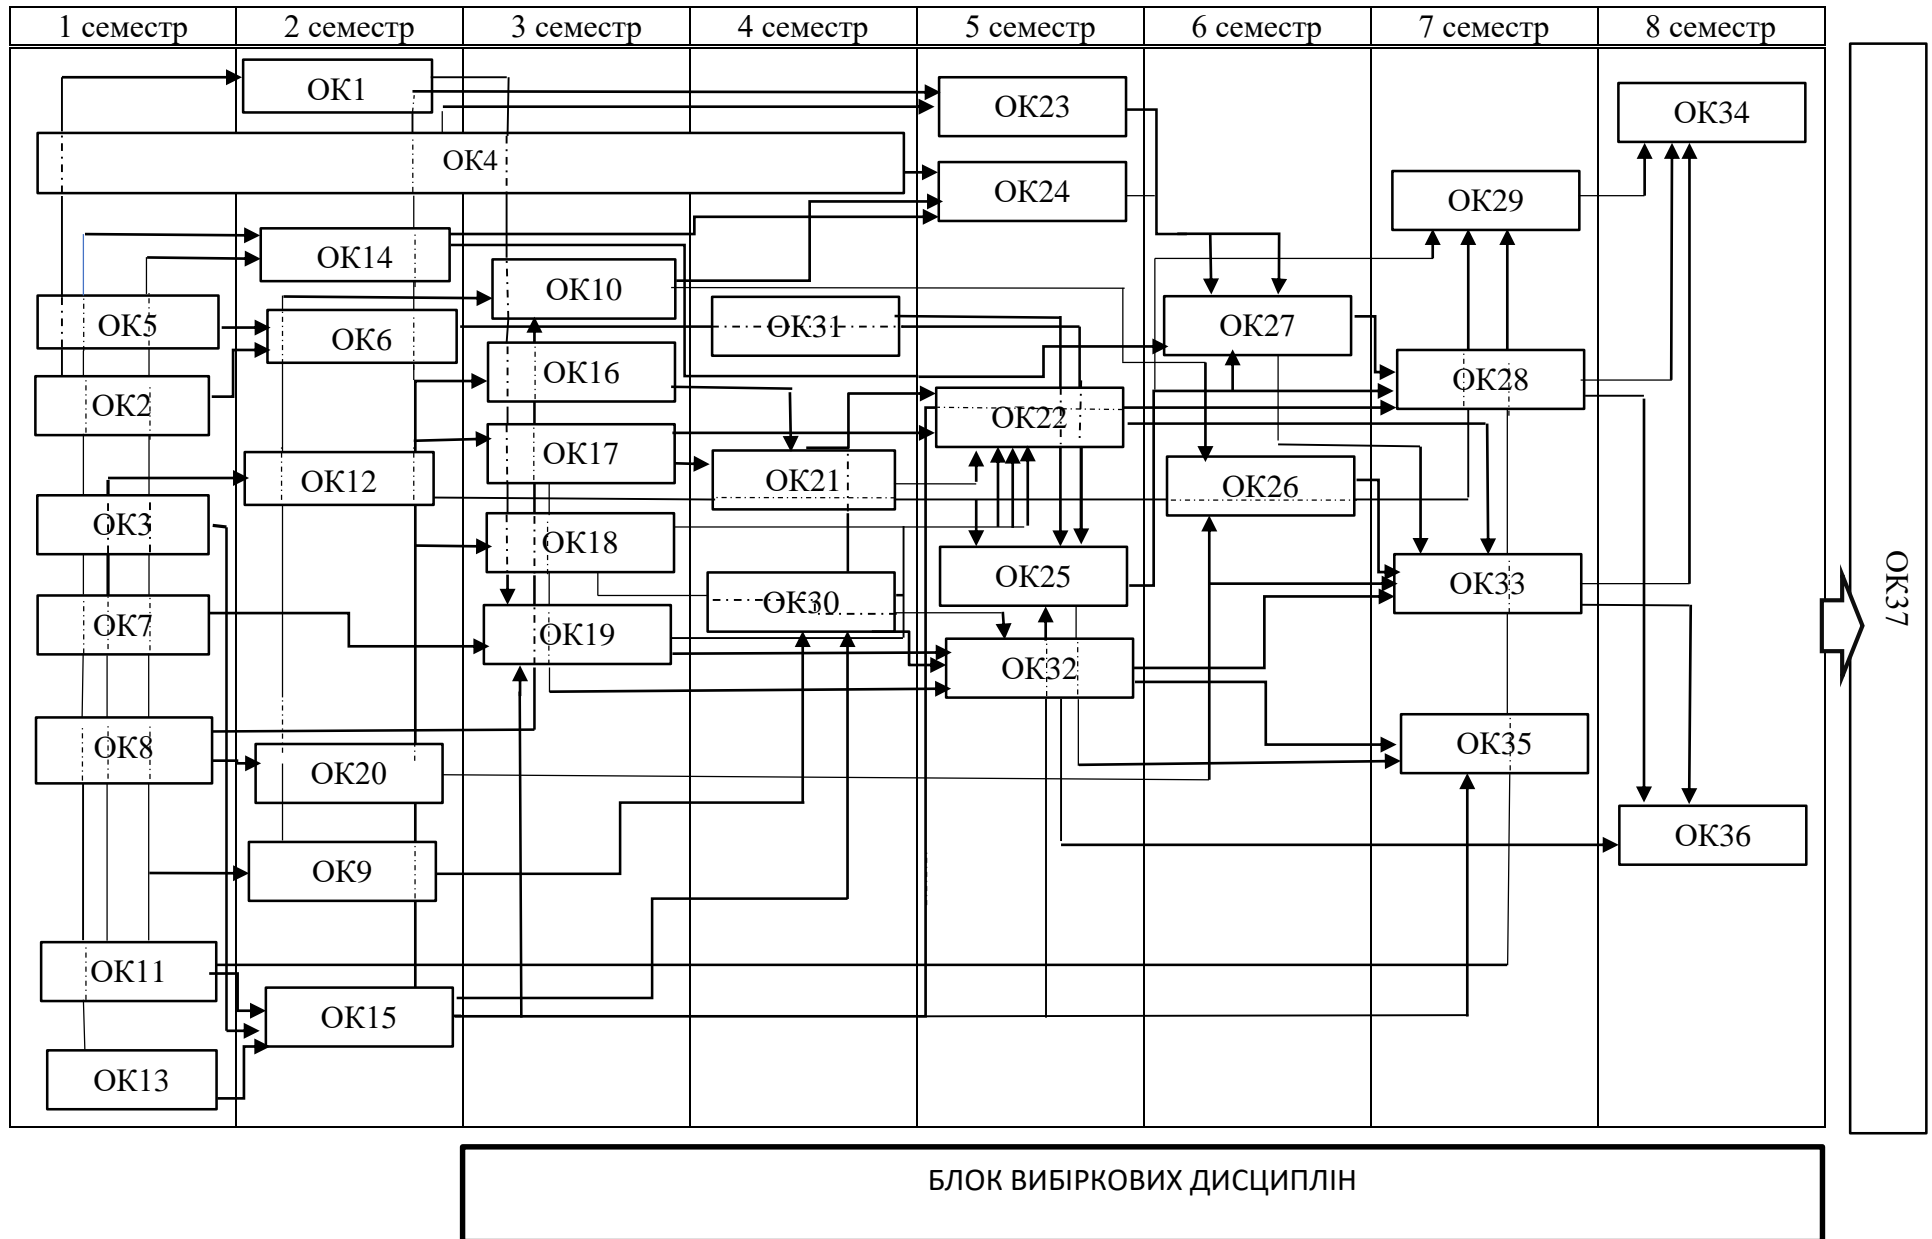 1 семестр
2 семестр
3 семестр
4 семестр
5 семестр
6 семестр
7 семестр
8 семестр
ОК5
ОК2
ОК3
ОК7
ОК8
ОК11
ОК13
ОК4
ОК1
ОК14
ОК6
ОК12
ОК20
ОК9
ОК15
ОК10
ОК16
ОК17
ОК18
ОК19
ОК31
ОК21
ОК30
ОК23
ОК24
ОК22
ОК25
ОК32
ОК27
ОК26
ОК29
ОК28
ОК33
ОК35
ОК34
ОК36
ОК37
БЛОК ВИБІРКОВИХ ДИСЦИПЛІН